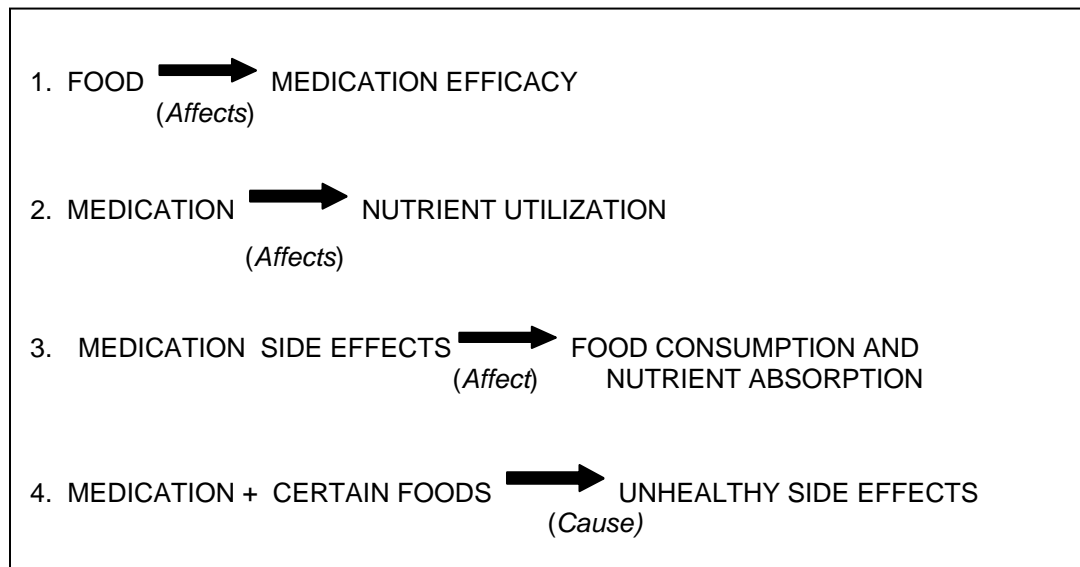 1. FOOD MEDICATION EFFICACY
(Affects)
2. MEDICATION NUTRIENT UTILIZATION
(Affects)
3. MEDICATION SIDE EFFECTS FOOD CONSUMPTION AND
(Affect) NUTRIENT ABSORPTION
4. MEDICATION + CERTAIN FOODS UNHEALTHY SIDE EFFECTS
(Cause)